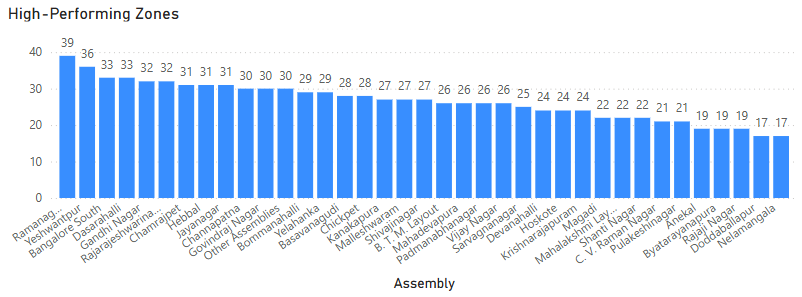 High-Performing Zones
39 36 33 33 32 32 31 31 31 30 30 30 29 29 28 28 27 27 27 26 26 26 26 25 24 24 24 22 22 22 21 21 19 19 19 17 17
40
30
20
10
0
Ramanag...
Yeshwantpur
Bangalore South
Dasarahalli
Gandhi Nagar
Rajarajeshwarina...
Chamrajpet
Hebbal
Jayanagar
Channapatna
Govindraj Nagar
Other Assemblies
Bommanahalli
Yelahanka
Basavanagudi
Chickpet
Kanakapura
Malleshwaram
Shivajinagar
B. T. M. Layout
Mahadevapura
Padmanabhanagar
Vijay Nagar
Sarvagnanagar
Devanahalli
Hoskote
Krishnarajapuram
Magadi
Mahalakshmi Lay...
Shanti Nagar
C. V. Raman Nagar
Pulakeshinagar
Anekal
Byatarayanapura
Rajaji Nagar
Doddaballapur
Nelamangala
Assembly